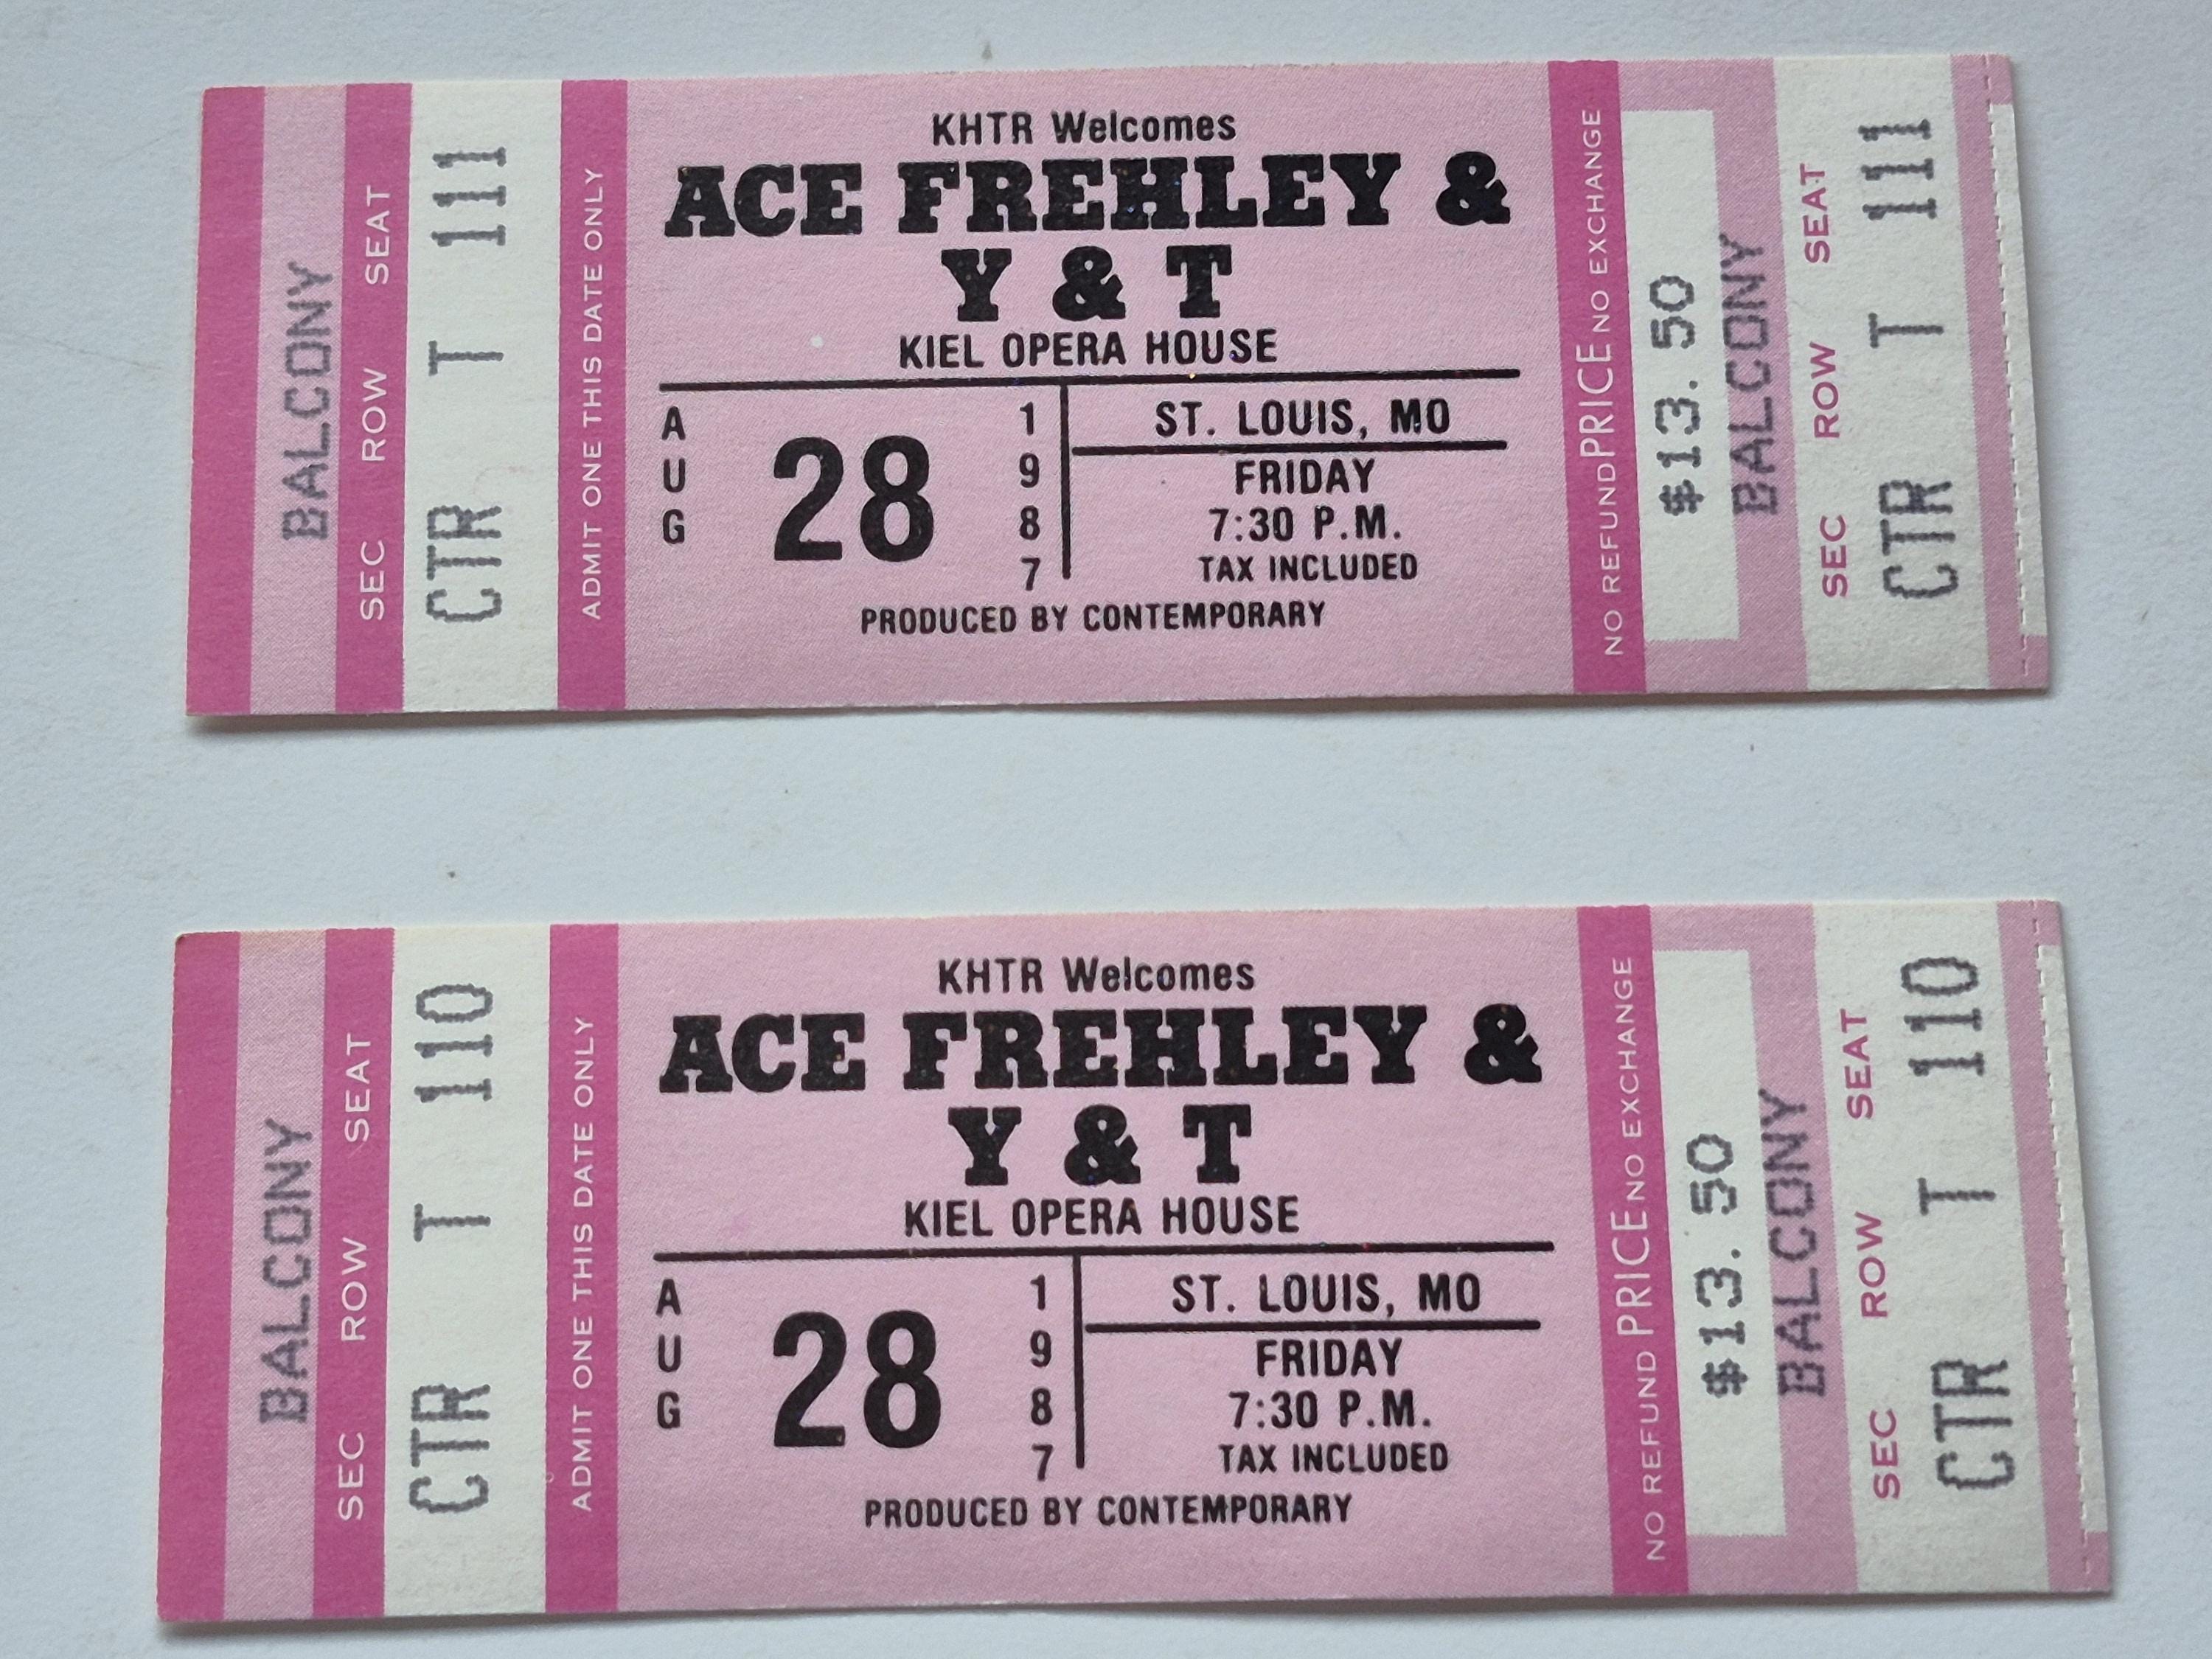 BALCONY
SEC ROW SEAT
CTR T 111
ADMIT ONE THIS DATE ONLY
KHTR Welcomes
ACE FREHLEY &
Y & T
KIEL OPERA HOUSE
AUG 28 1987
ST. LOUIS, MO
FRIDAY
7:30 P.M.
TAX INCLUDED
PRODUCED BY CONTEMPORARY
NO REFUND PRICE NO EXCHANGE
$13.50
BALCONY
SEC ROW SEAT
CTR T 111
BALCONY
SEC ROW SEAT
CTR T 110
ADMIT ONE THIS DATE ONLY
KHTR Welcomes
ACE FREHLEY &
Y & T
KIEL OPERA HOUSE
AUG 28 1987
ST. LOUIS, MO
FRIDAY
7:30 P.M.
TAX INCLUDED
PRODUCED BY CONTEMPORARY
NO REFUND PRICE NO EXCHANGE
$13.50
BALCONY
SEC ROW SEAT
CTR T 110